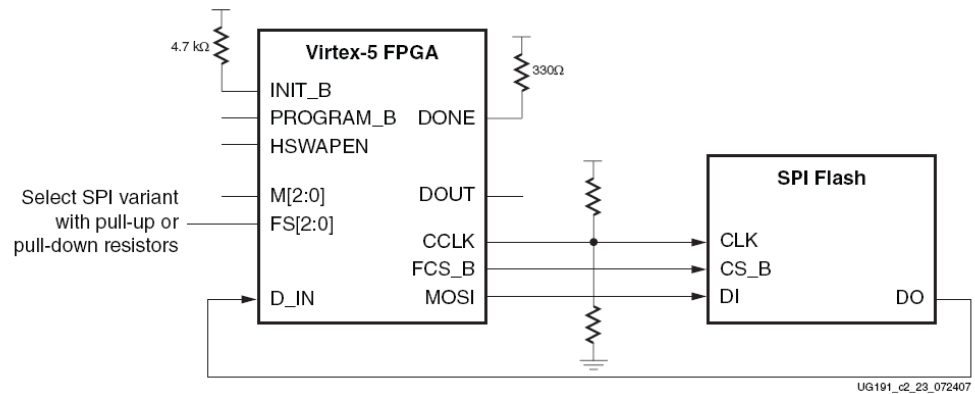 4.7 kΩ
Virtex-5 FPGA
330Ω
INIT_B
PROGRAM_B
DONE
HSWAPEN
SPI Flash
Select SPI variant
with pull-up or
pull-down resistors
M[2:0]
DOUT
FS[2:0]
CCLK
CLK
FCS_B
CS_B
D_IN
MOSI
DI
DO
UG191_c2_23_072407